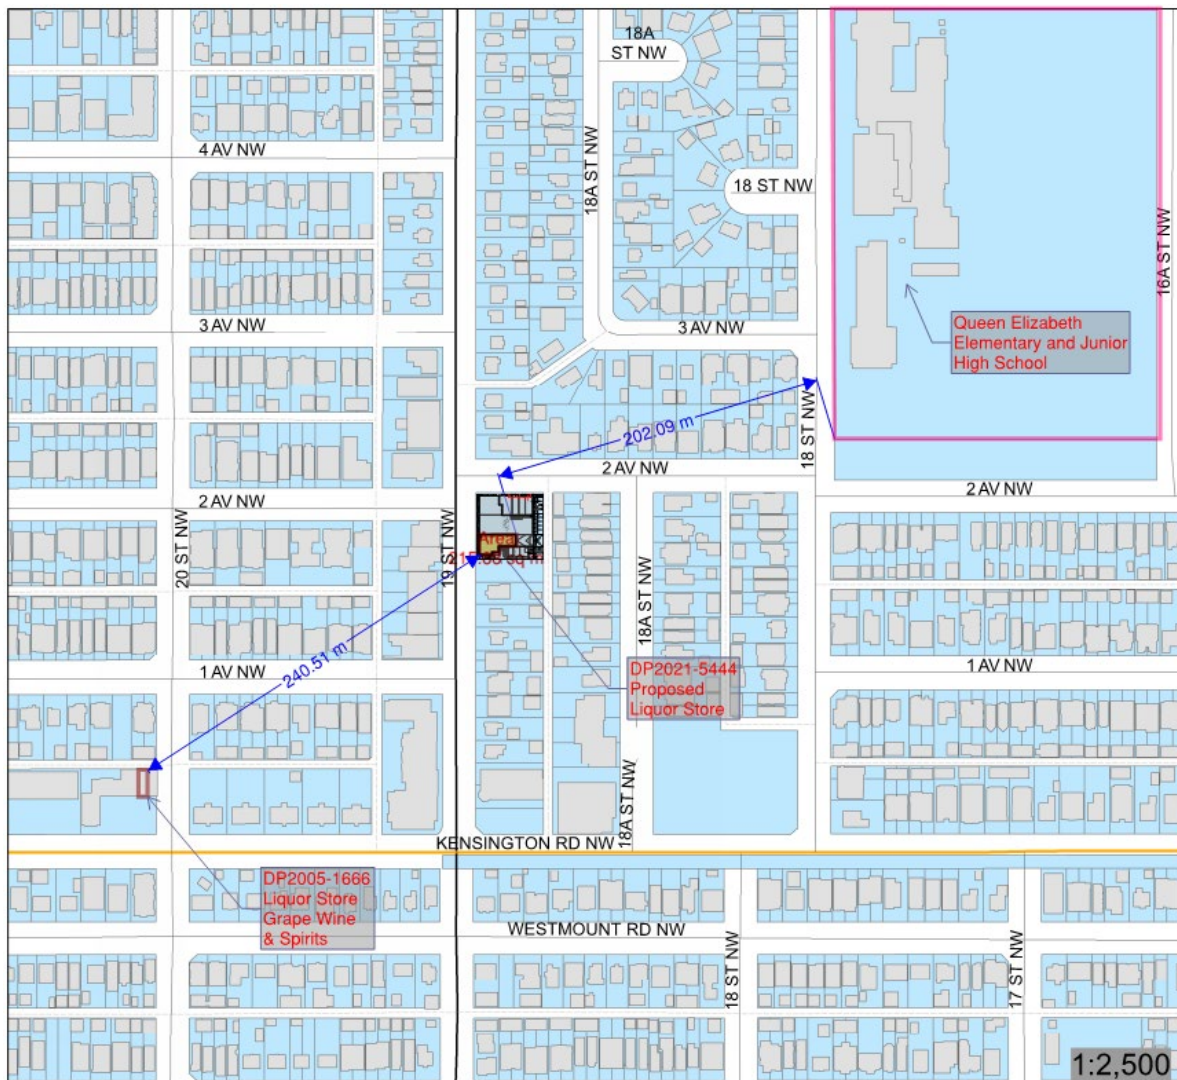 18A
ST NW
4 AV NW
18A ST NW
18 ST NW
16A ST NW
3 AV NW
3 AV NW
Queen Elizabeth
Elementary and Junior
High School
202.09 m
18 ST NW
2 AV NW
2 AV NW
2 AV NW
20 ST NW
19 ST NW
Area
18A ST NW
240.51 m
1 AV NW
1 AV NW
DP2021-5444
Proposed
Liquor Store
18A ST NW
KENSINGTON RD NW
DP2005-1666
Liquor Store
Grape Wine
& Spirits
WESTMOUNT RD NW
18 ST NW
17 ST NW
1:2,500